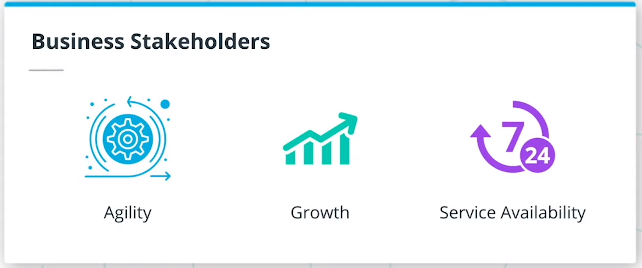 Business Stakeholders
7
24
Agility
Growth
Service Availability